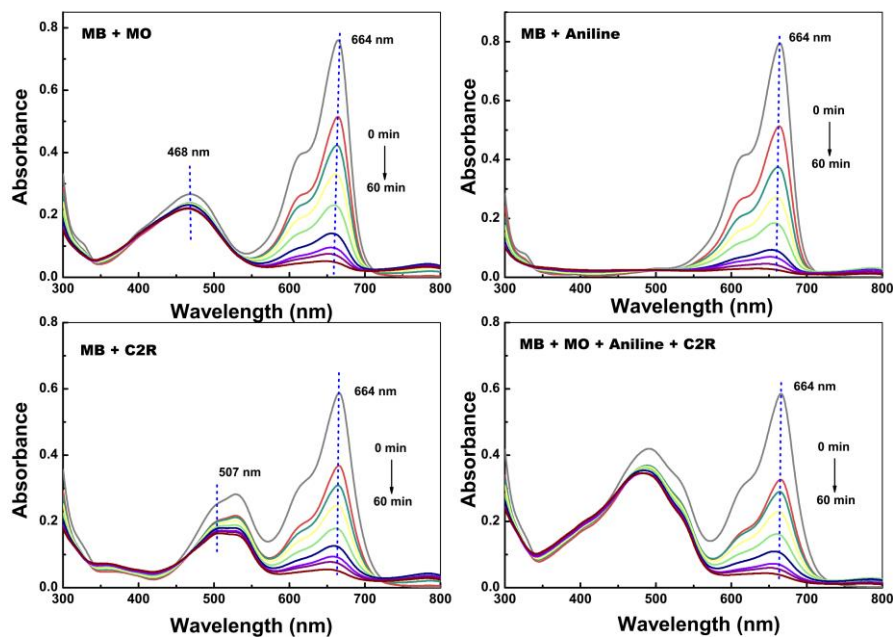 MB + MO
664 nm
468 nm
0 min
60 min
Absorbance
0.8
0.6
0.4
0.2
0.0
300 400 500 600 700 800
Wavelength (nm)
MB + Aniline
664 nm
0 min
60 min
Absorbance
0.8
0.6
0.4
0.2
0.0
300 400 500 600 700 800
Wavelength (nm)
MB + C2R
664 nm
507 nm
0 min
60 min
Absorbance
0.8
0.6
0.4
0.2
0.0
300 400 500 600 700 800
Wavelength (nm)
MB + MO + Aniline + C2R
664 nm
0 min
60 min
Absorbance
0.8
0.6
0.4
0.2
0.0
300 400 500 600 700 800
Wavelength (nm)